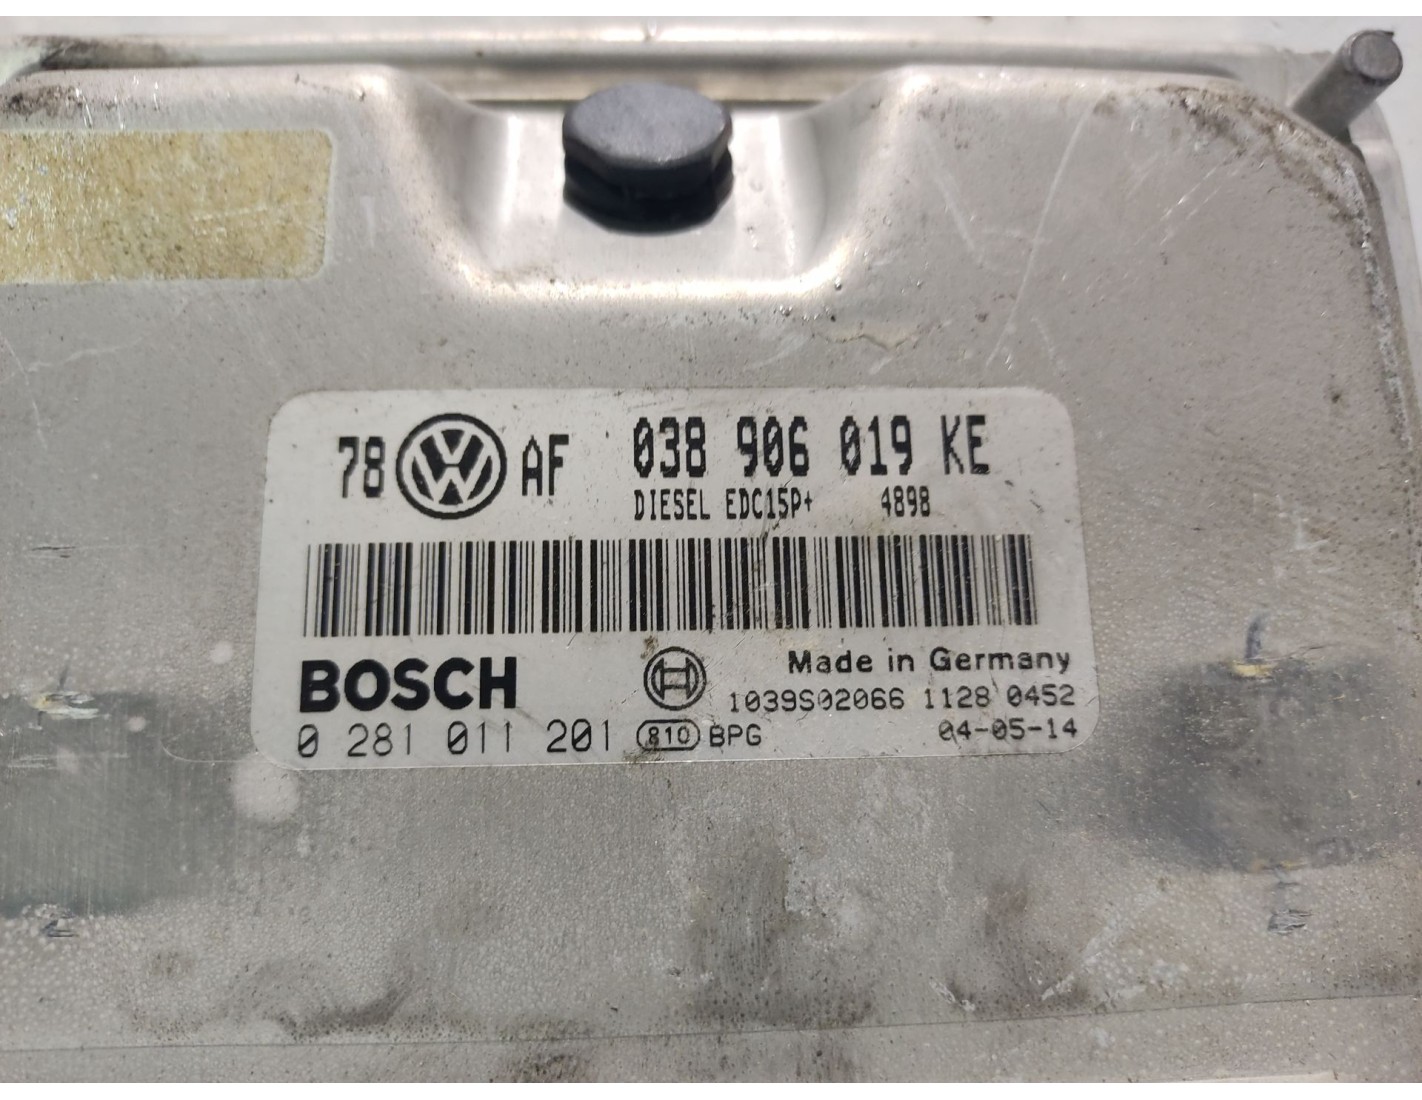 78 AF 038 906 019 KE
DIESEL EDC15P+ 4898
BOSCH
Made in Germany
1039S02066 1128 0452
0 281 011 201 810 BPG 04-05-14